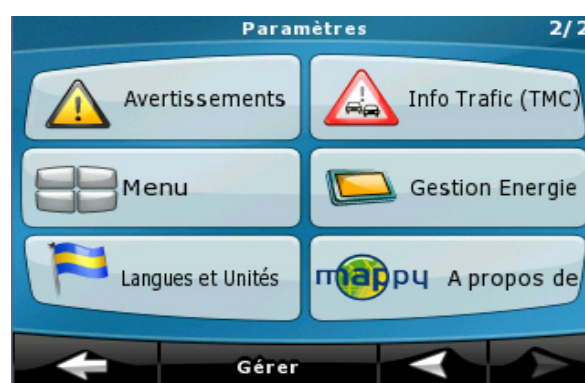 Paramètres 2/2
Avertissements
Info Trafic (TMC)
Menu
Gestion Energie
Langues et Unités
mappy A propos de
Gérer